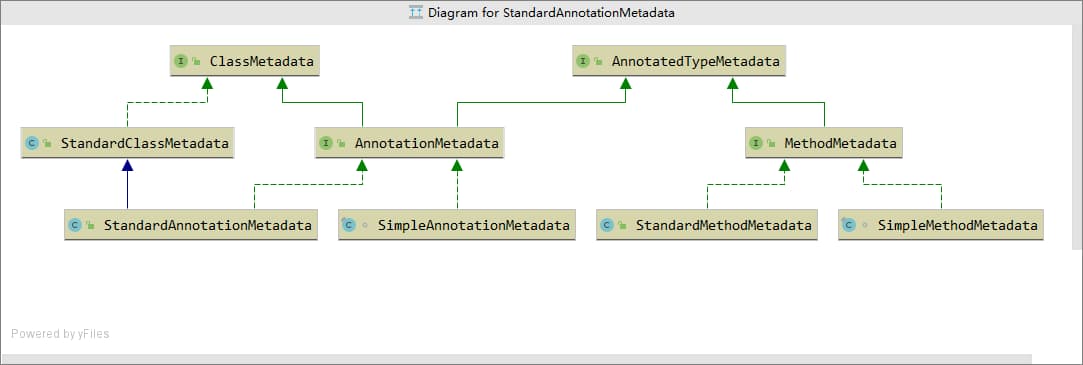 Diagram for StandardAnnotationMetadata
I ClassMetadata
I AnnotatedTypeMetadata
C StandardClassMetadata
I AnnotationMetadata
I MethodMetadata
C StandardAnnotationMetadata
C SimpleAnnotationMetadata
C StandardMethodMetadata
C SimpleMethodMetadata
Powered by yFiles